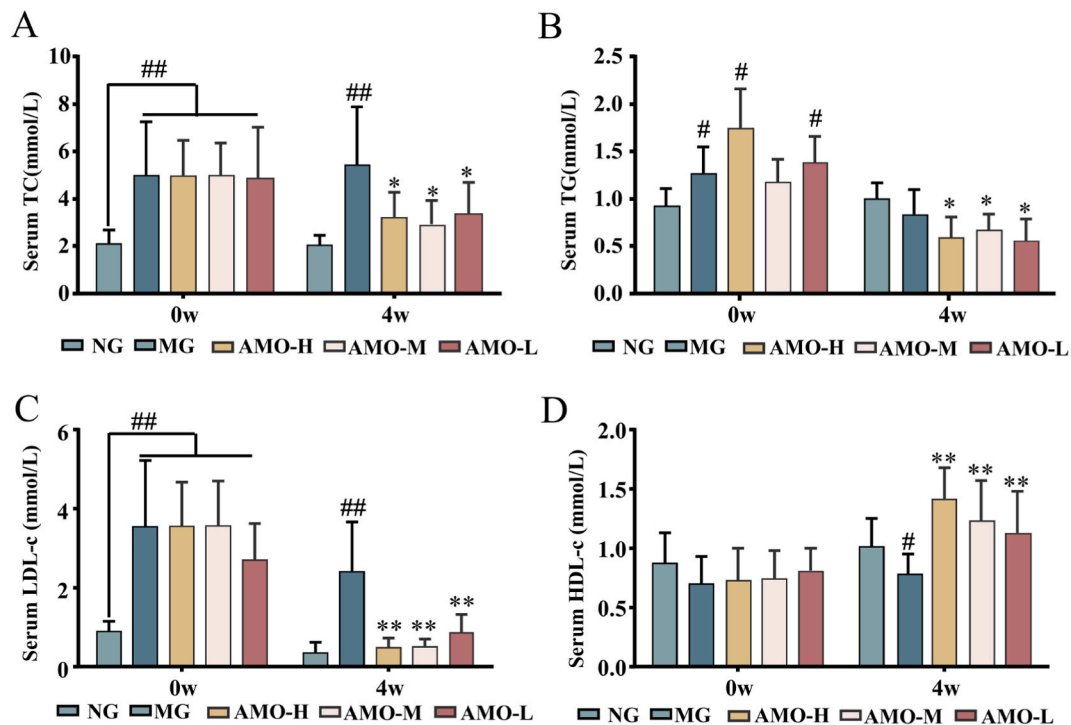 A
Serum TC(mmol/L)
10
8
6
4
2
0
##
##
*
*
*
0w
4w
NG MG AMO-H AMO-M AMO-L
B
Serum TG(mmol/L)
2.5
2.0
1.5
1.0
0.5
0.0
#
#
#
*
*
*
0w
4w
NG MG AMO-H AMO-M AMO-L
C
Serum LDL-c (mmol/L)
6
4
2
0
##
##
**
**
**
0w
4w
NG MG AMO-H AMO-M AMO-L
D
Serum HDL-c (mmol/L)
2.0
1.5
1.0
0.5
0.0
#
**
**
**
0w
4w
NG MG AMO-H AMO-M AMO-L